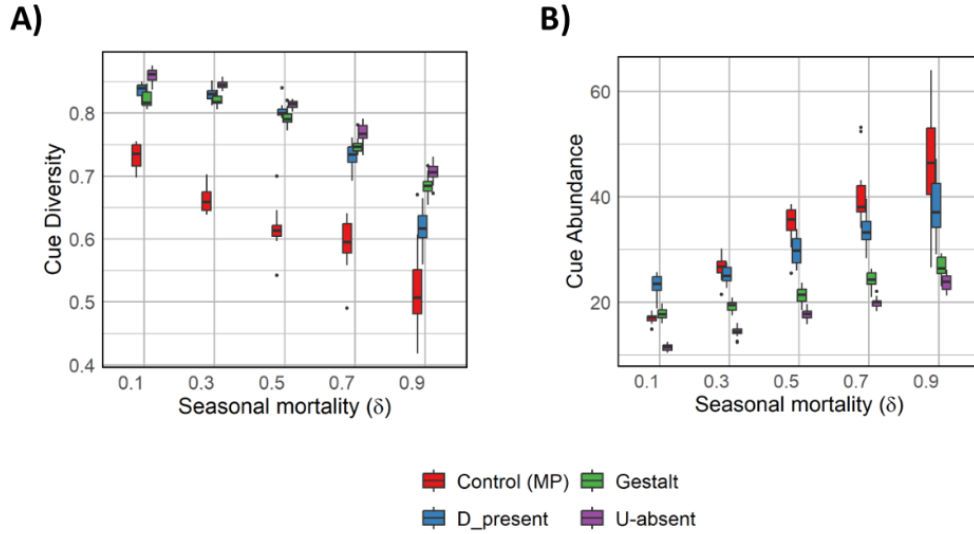 A)
B)
Cue Diversity
0.8
0.7
0.6
0.5
0.4
0.1 0.3 0.5 0.7 0.9
Seasonal mortality (δ)
Cue Abundance
60
40
20
0.1 0.3 0.5 0.7 0.9
Seasonal mortality (δ)
Control (MP) Gestalt
D_present U-absent